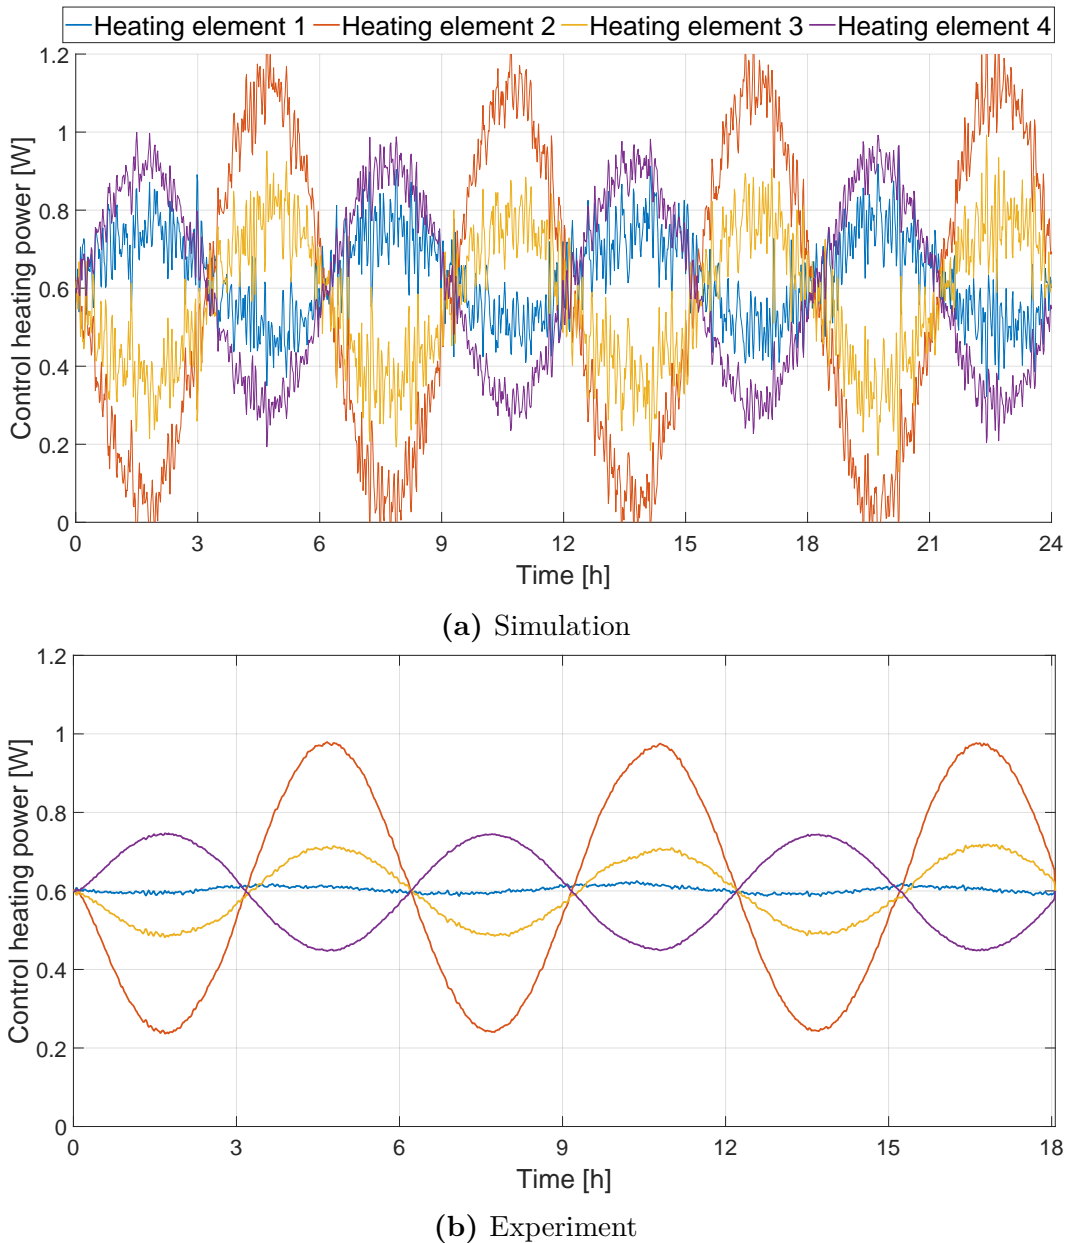 Heating element 1 Heating element 2 Heating element 3 Heating element 4
1.2
1
0.8
0.6
0.4
0.2
0
Control heating power [W]
0 3 6 9 12 15 18 21 24
Time [h]
(a) Simulation
1.2
1
0.8
0.6
0.4
0.2
0
Control heating power [W]
0 3 6 9 12 15 18
Time [h]
(b) Experiment